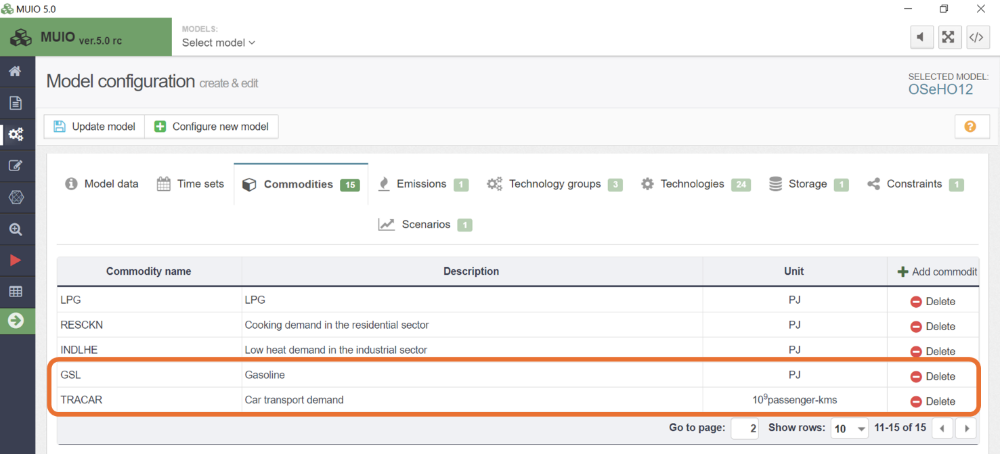 MUIO 5.0
MUIO ver.5.0 rc
MODELS:
Select model
Model configuration create & edit
SELECTED MODEL:
OSeHO12
Update model
Configure new model
Model data
Time sets
Commodities 15
Emissions 1
Technology groups 3
Technologies 24
Storage 1
Constraints 1
Scenarios 1
Commodity name Description Unit Add commodit
LPG LPG PJ Delete
RESCKN Cooking demand in the residential sector PJ Delete
INDLHE Low heat demand in the industrial sector PJ Delete
GSL Gasoline PJ Delete
TRACAR Car transport demand 10⁹passenger-kms Delete
Go to page: 2 Show rows: 10 11-15 of 15